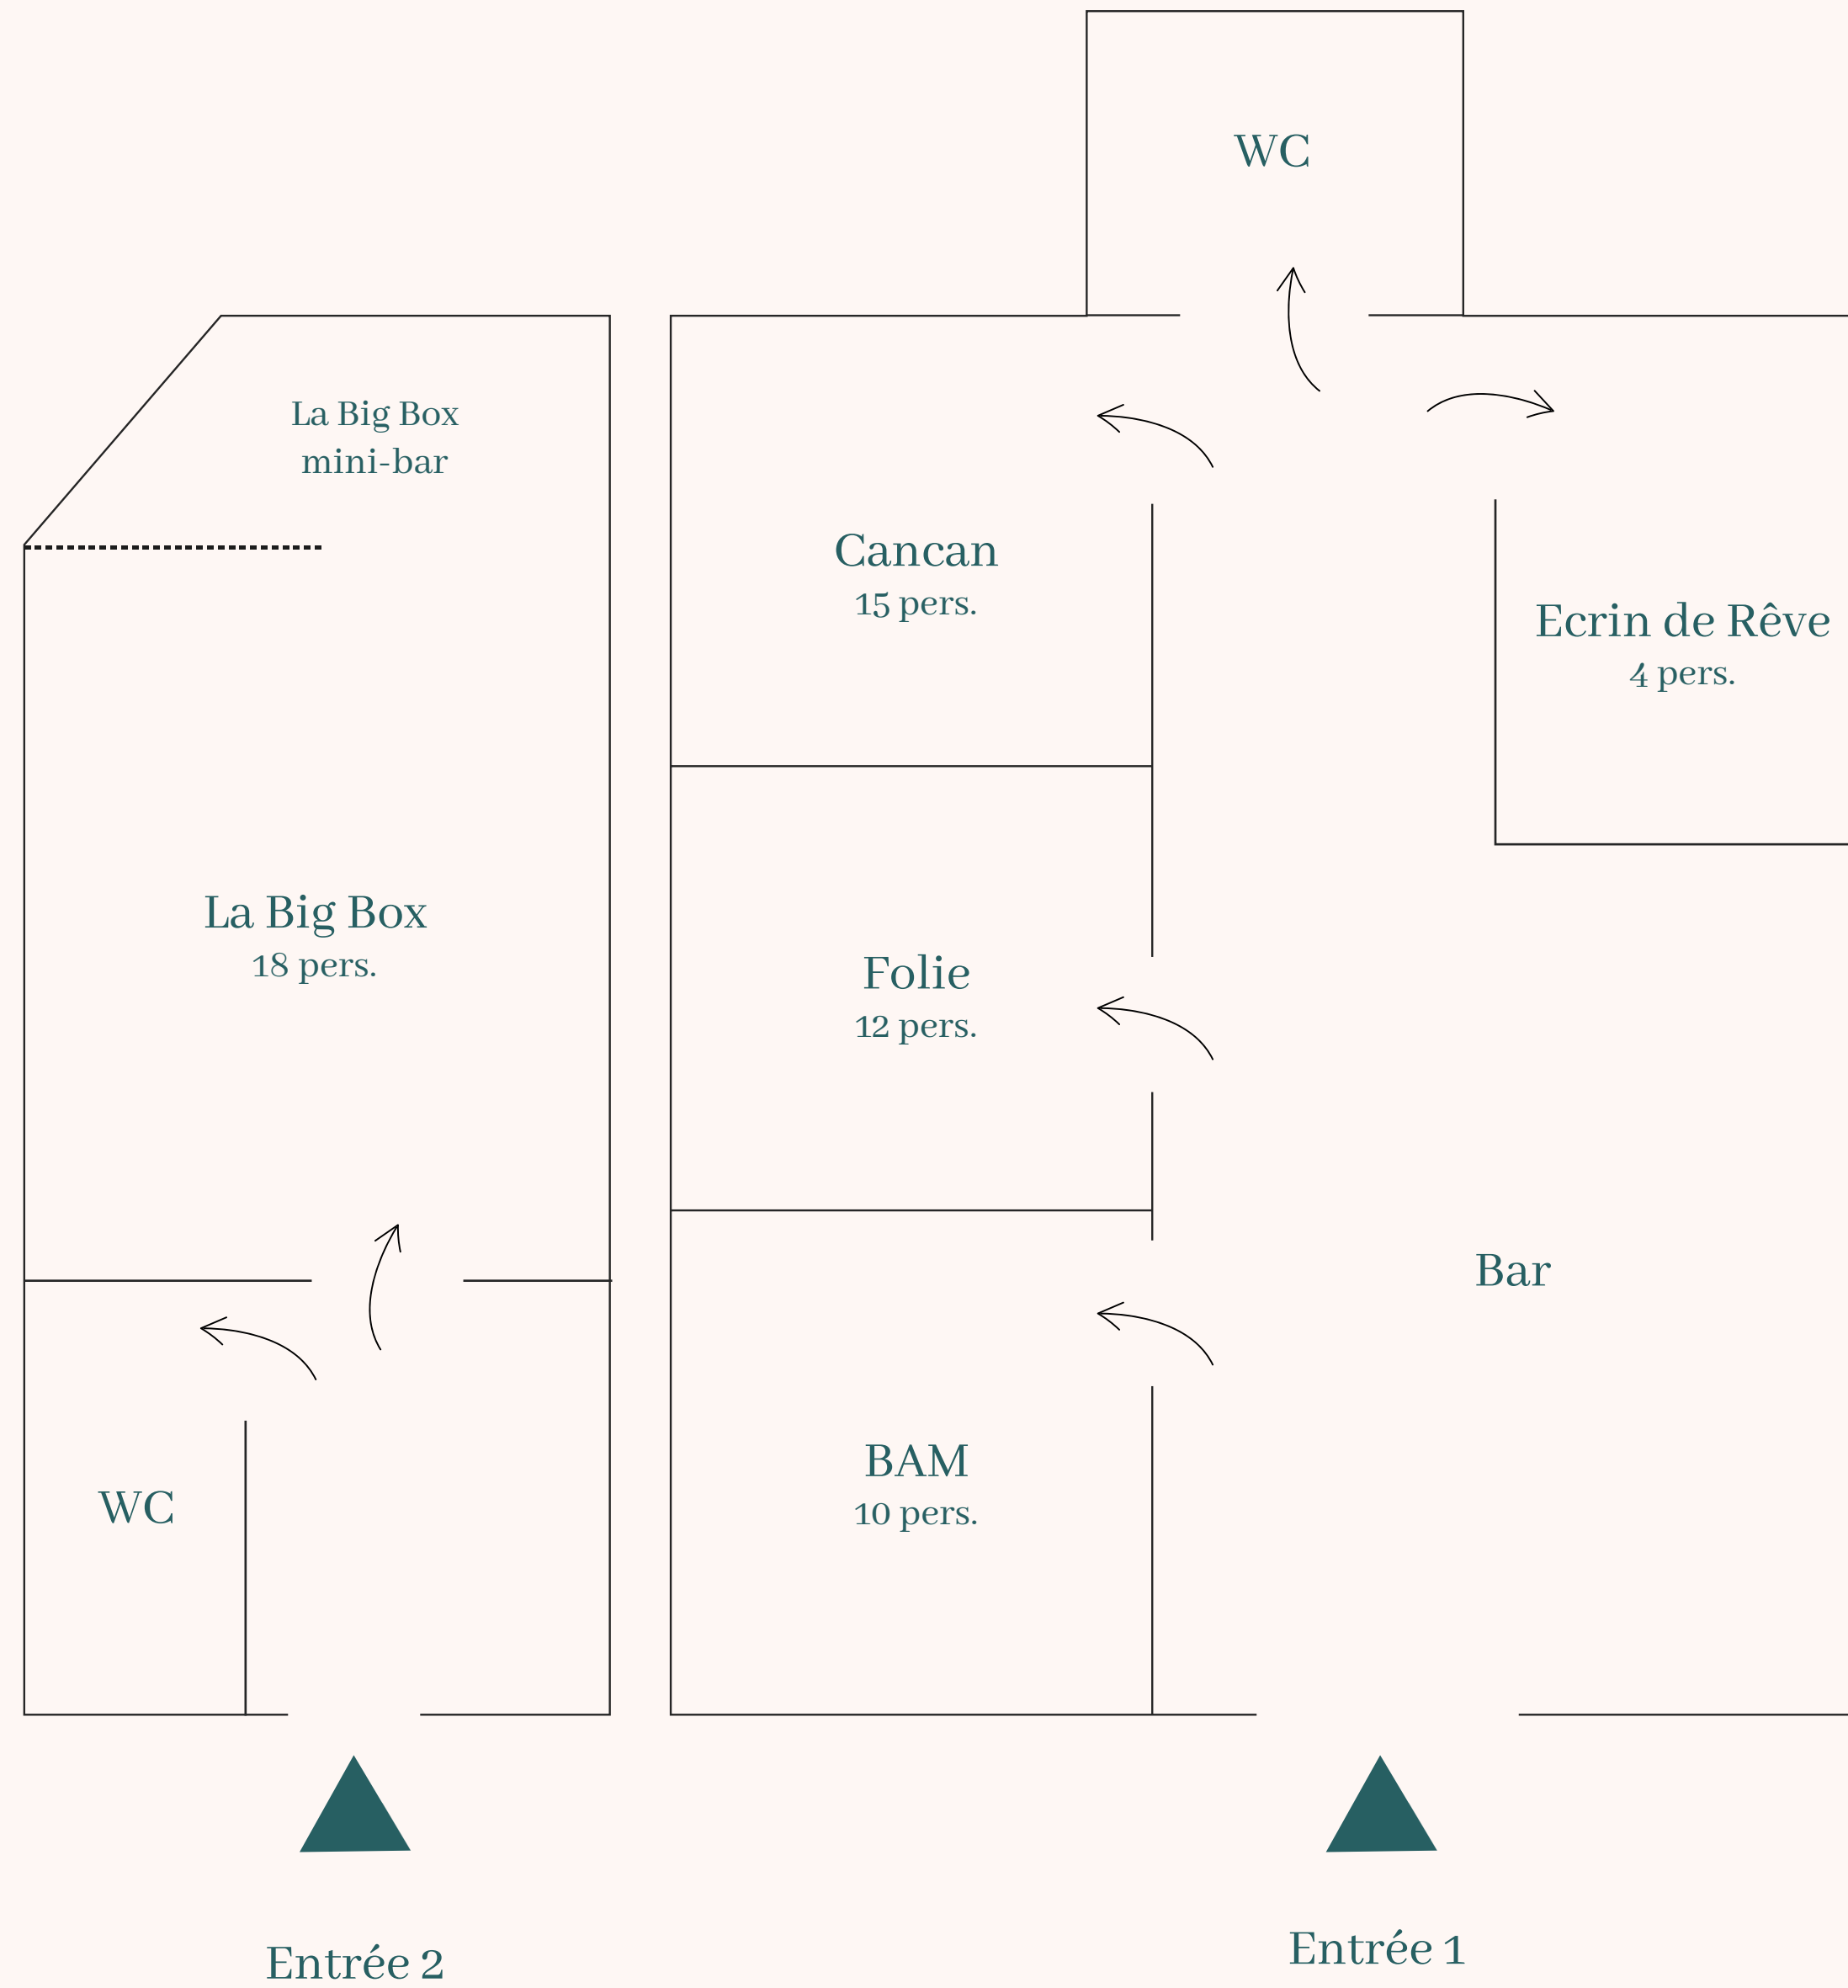 WC
La Big Box
mini-bar
Cancan
15 pers.
Ecrin de Rêve
4 pers.
La Big Box
18 pers.
Folie
12 pers.
Bar
BAM
10 pers.
WC
Entrée 2
Entrée 1